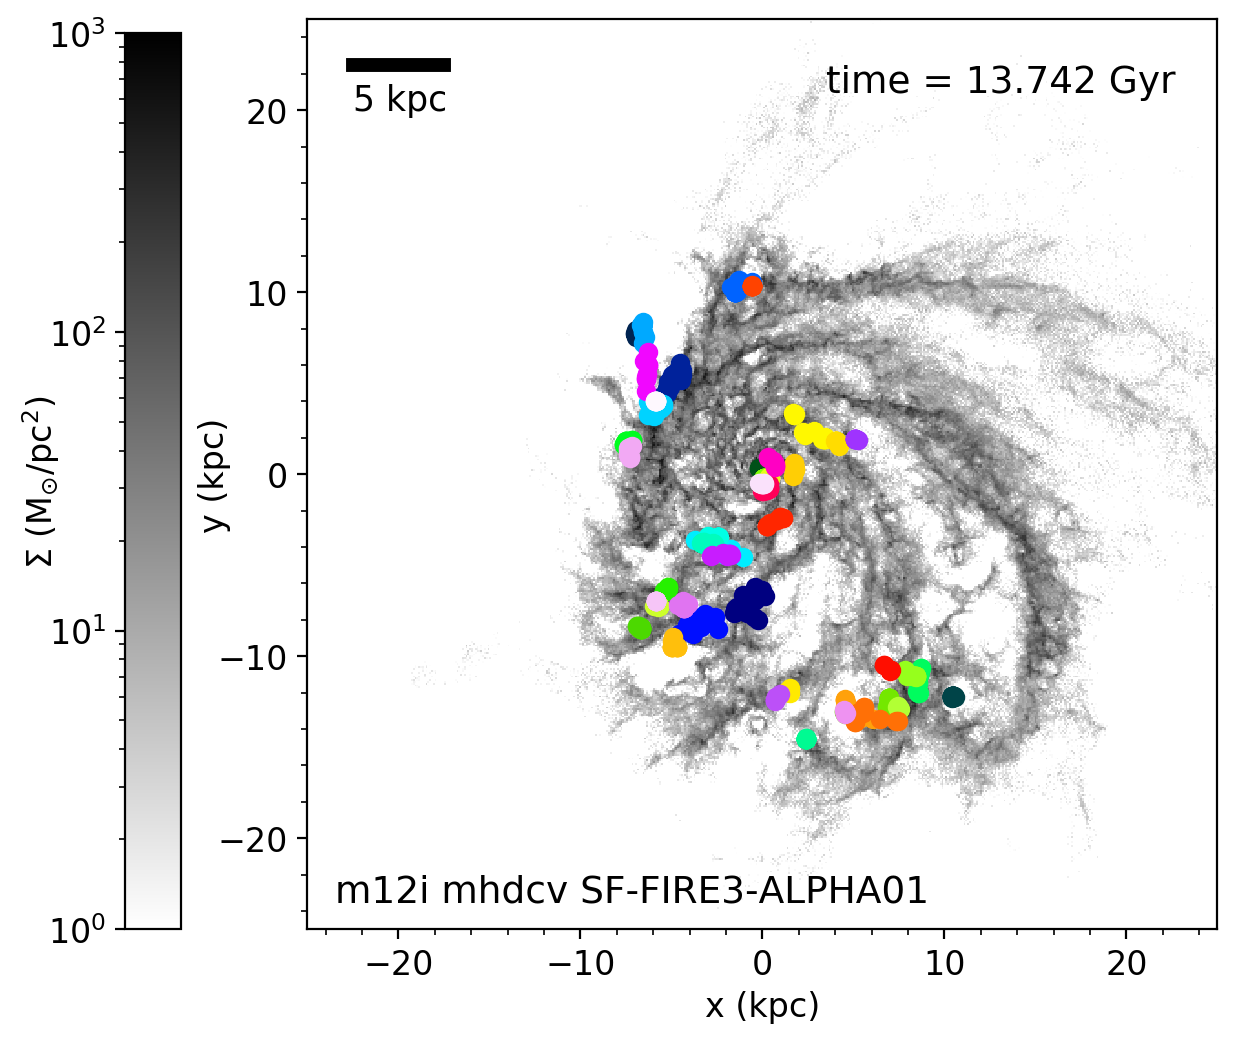 10³
10²
10¹
10⁰
Σ (M⊙/pc²)
20
10
0
−10
−20
y (kpc)
5 kpc
time = 13.742 Gyr
m12i mhdcv SF-FIRE3-ALPHA01
−20
−10
0
10
20
x (kpc)